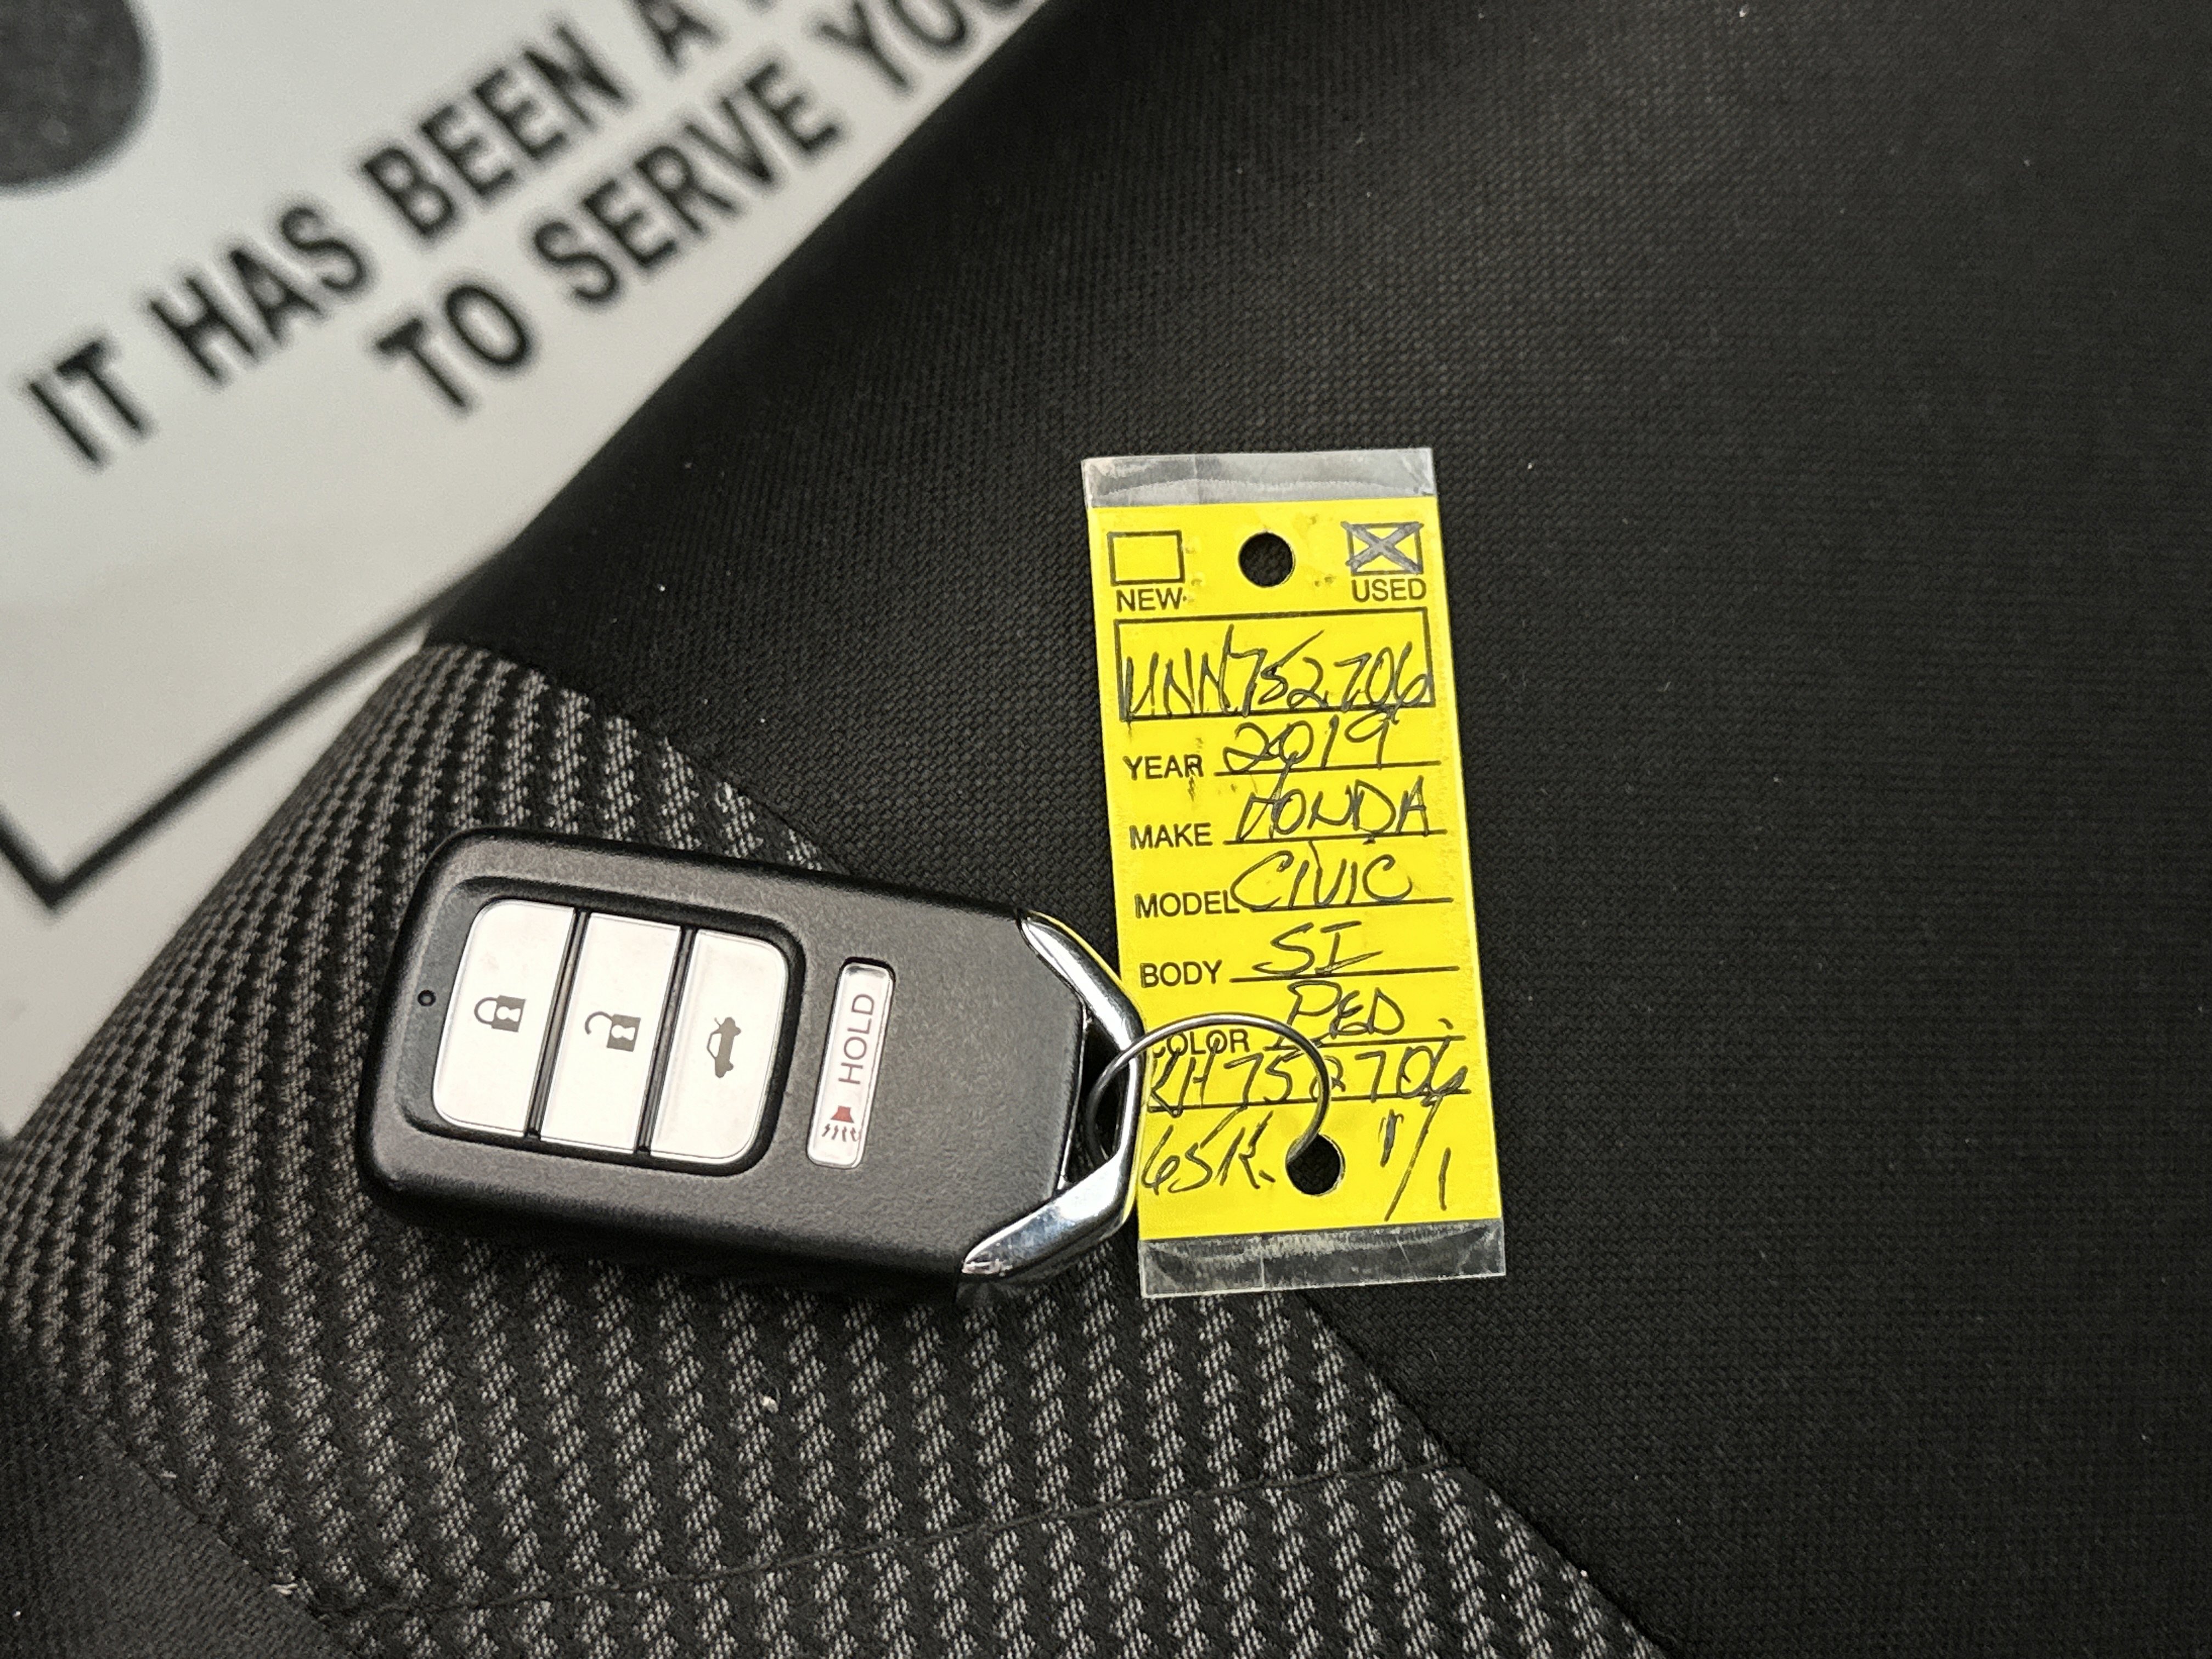 IT HAS BEEN A
TO SERVE YOU
NEW
USED
UNN752706
YEAR 2019
MAKE HONDA
MODEL CIVIC
BODY SI
COLOR RED
KH752706
65K. 1/1
HOLD